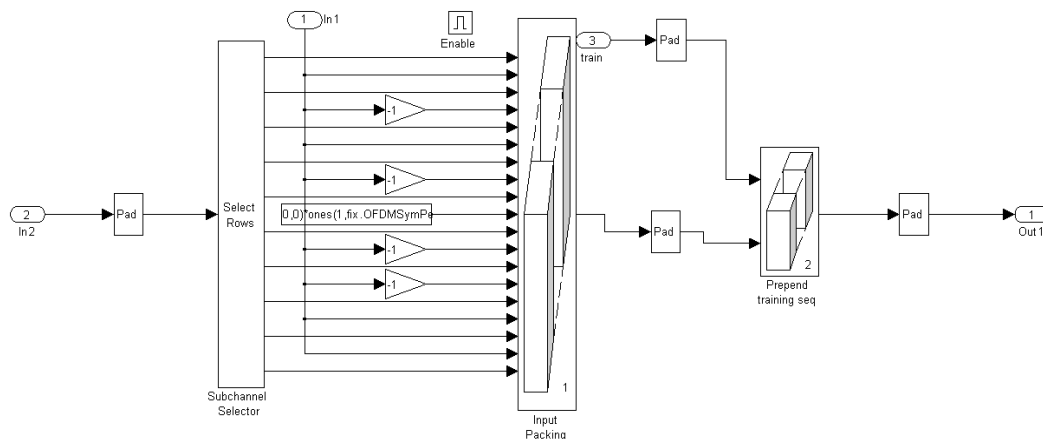 1
In1
Enable
3
train
Pad
-1
-1
2
In2
Pad
Select
Rows
0,0)*ones(1,fix.OFDMSymPe
Pad
Pad
1
Out1
-1
-1
2
Prepend
training seq
1
Subchannel
Selector
Input
Packing